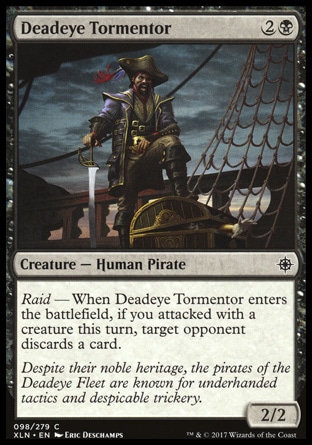 Deadeye Tormentor 2
Creature — Human Pirate
Raid — When Deadeye Tormentor enters
the battlefield, if you attacked with a
creature this turn, target opponent
discards a card.
Despite their noble heritage, the pirates of the
Deadeye Fleet are known for underhanded
tactics and despicable trickery.
2/2
098/279 C
XLN • EN ERIC DESCHAMPS
™ & © 2017 Wizards of the Coast